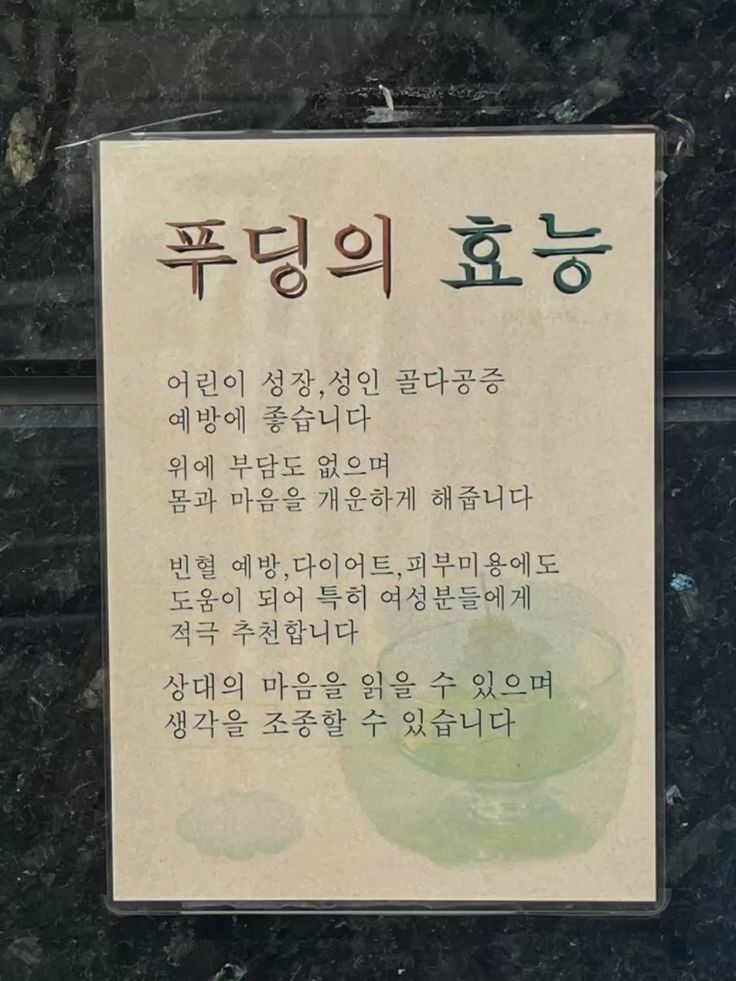 푸딩의 효능
어린이 성장,성인 골다공증
예방에 좋습니다
위에 부담도 없으며
몸과 마음을 개운하게 해줍니다
빈혈 예방,다이어트,피부미용에도
도움이 되어 특히 여성분들에게
적극 추천합니다
상대의 마음을 읽을 수 있으며
생각을 조종할 수 있습니다